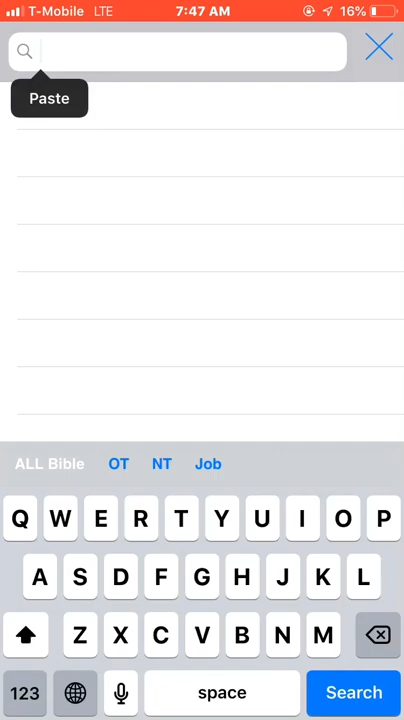 T-Mobile LTE 7:47 AM 16%
Paste
ALL Bible OT NT Job
Q W E R T Y U I O P
A S D F G H J K L
Z X C V B N M
123 space Search